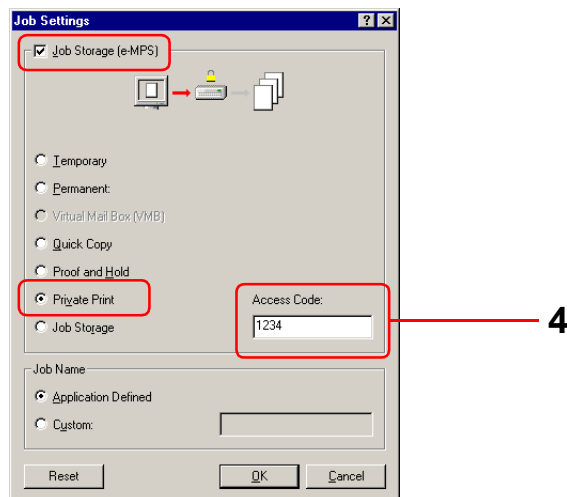 Job Settings
Job Storage (e-MPS)
Temporary
Permanent:
Virtual Mail Box (VMB)
Quick Copy
Proof and Hold
Private Print
Access Code:
Job Storage
1234
4
Job Name
Application Defined
Custom:
Reset
OK
Cancel